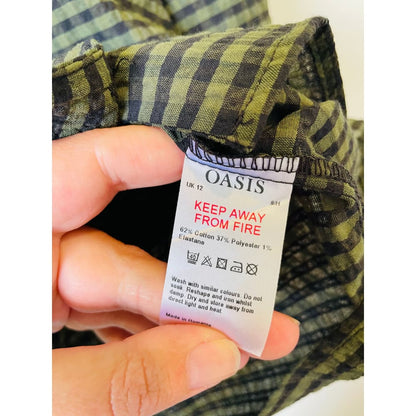 OASIS
UK 12
KEEP AWAY
FROM FIRE
62% Cotton 37% Polyester 1%
Elastane
Wash with similar colours. Do not
soak. Reshape and iron whilst
damp. Dry and store away from
direct light and heat
Made in Romania